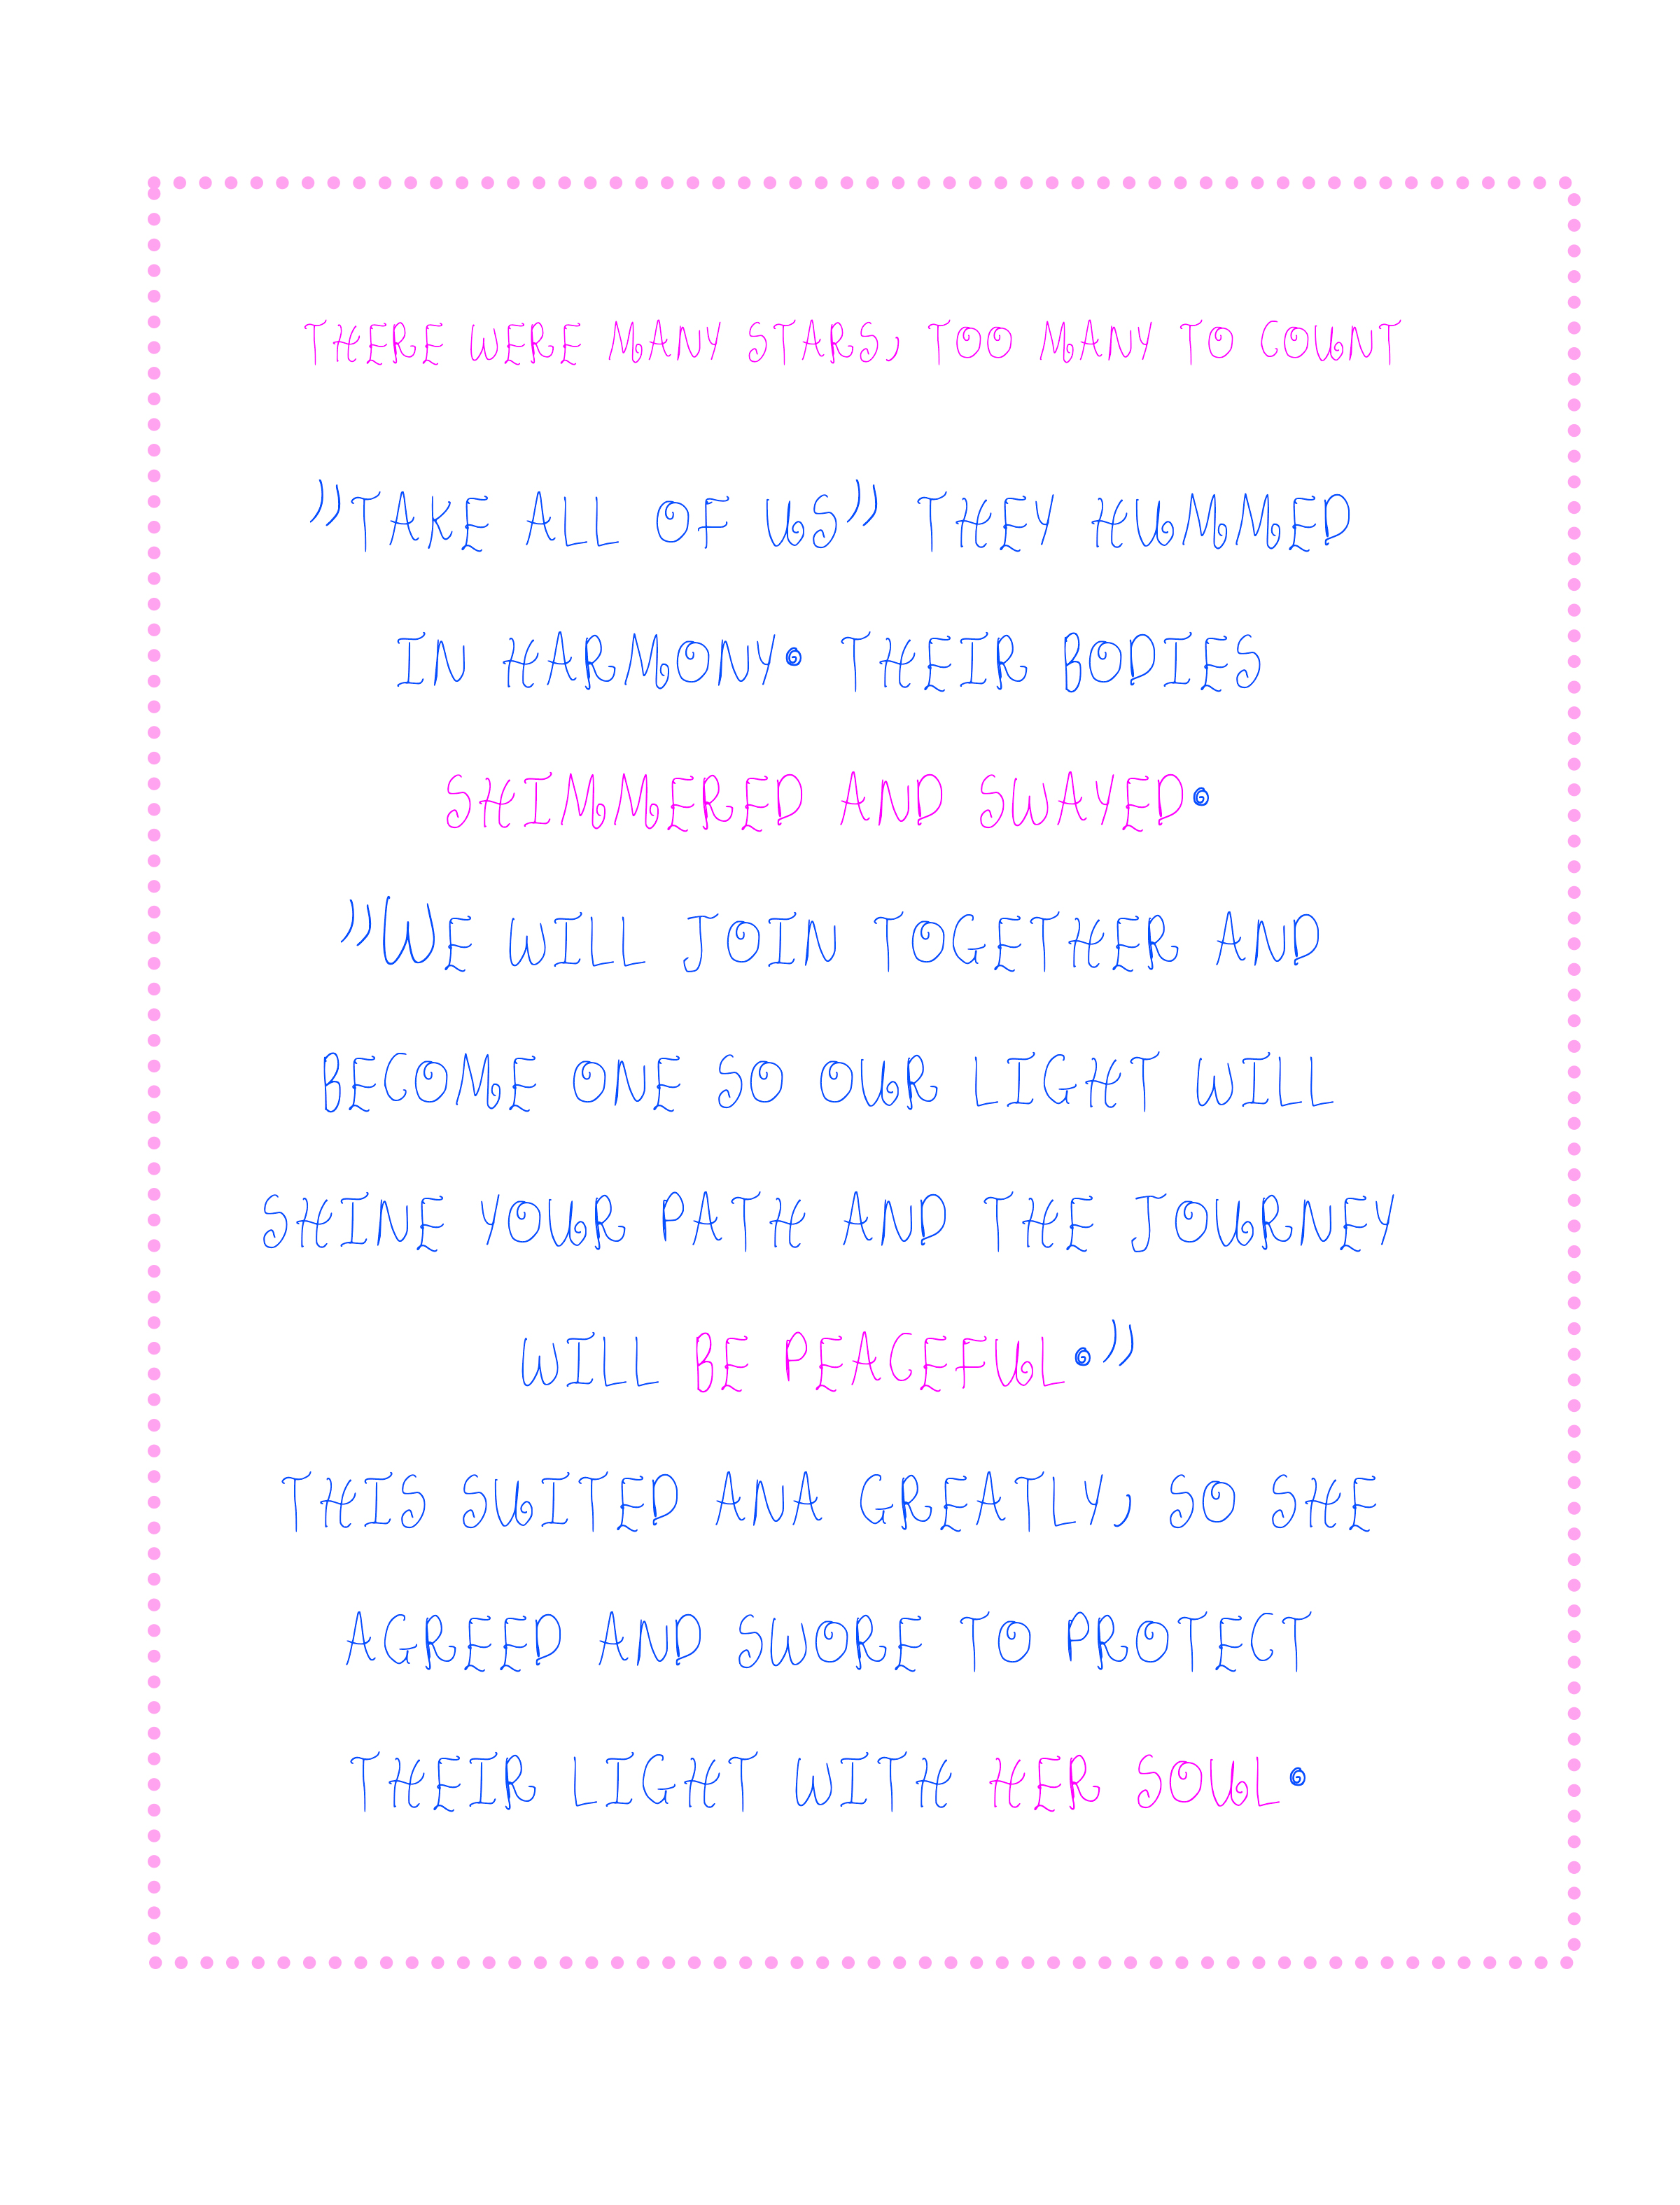 THERE WERE MANY STARS, TOO MANY TO COUNT
"TAKE ALL OF US" THEY HUMMED
IN HARMONY. THEIR BODIES
SHIMMERED AND SWAYED.
"WE WILL JOIN TOGETHER AND
BECOME ONE SO OUR LIGHT WILL
SHINE YOUR PATH AND THE JOURNEY
WILL BE PEACEFUL."
THIS SUITED ANA GREATLY, SO SHE
AGREED AND SWORE TO PROTECT
THEIR LIGHT WITH HER SOUL.